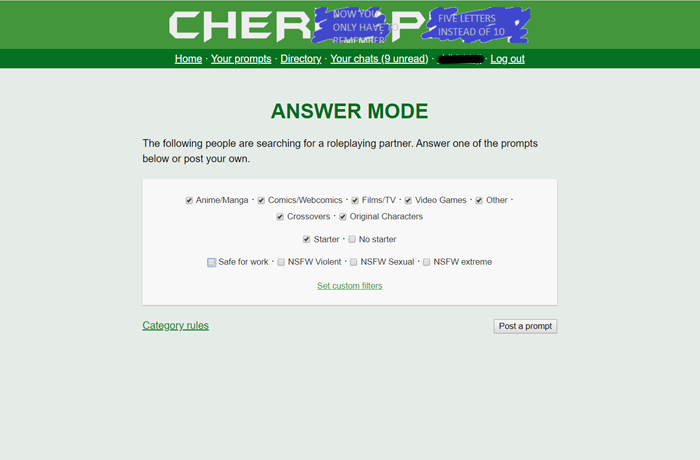 CHER P
NOW YOU
ONLY HAVE TO
REMEMBER
FIVE LETTERS
INSTEAD OF 10
Home · Your prompts · Directory · Your chats (9 unread) · · Log out
ANSWER MODE
The following people are searching for a roleplaying partner. Answer one of the prompts
below or post your own.
Anime/Manga · Comics/Webcomics · Films/TV · Video Games · Other ·
Crossovers · Original Characters
Starter · No starter
Safe for work · NSFW Violent · NSFW Sexual · NSFW extreme
Set custom filters
Category rules
Post a prompt